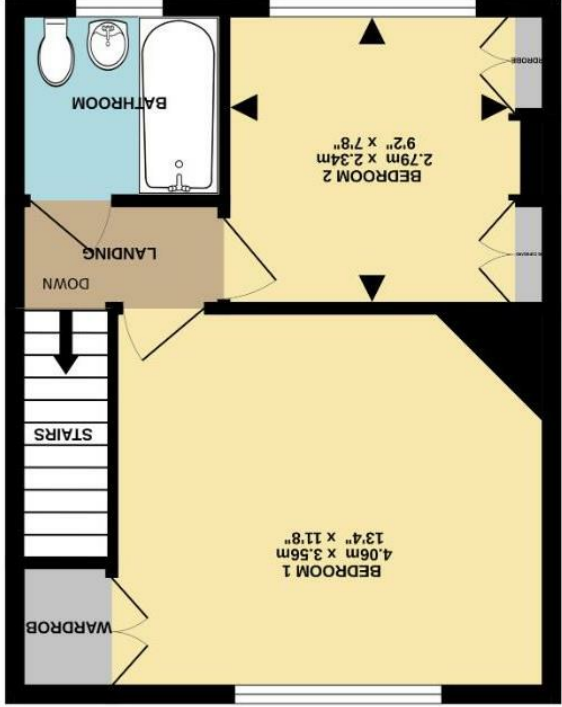 WARDROB
BEDROOM 1
4.06m x 3.56m
13'4" x 11'8"
STAIRS
DOWN
LANDING
BEDROOM 2
2.79m x 2.34m
9'2" x 7'8"
BATHROOM
RDROBE